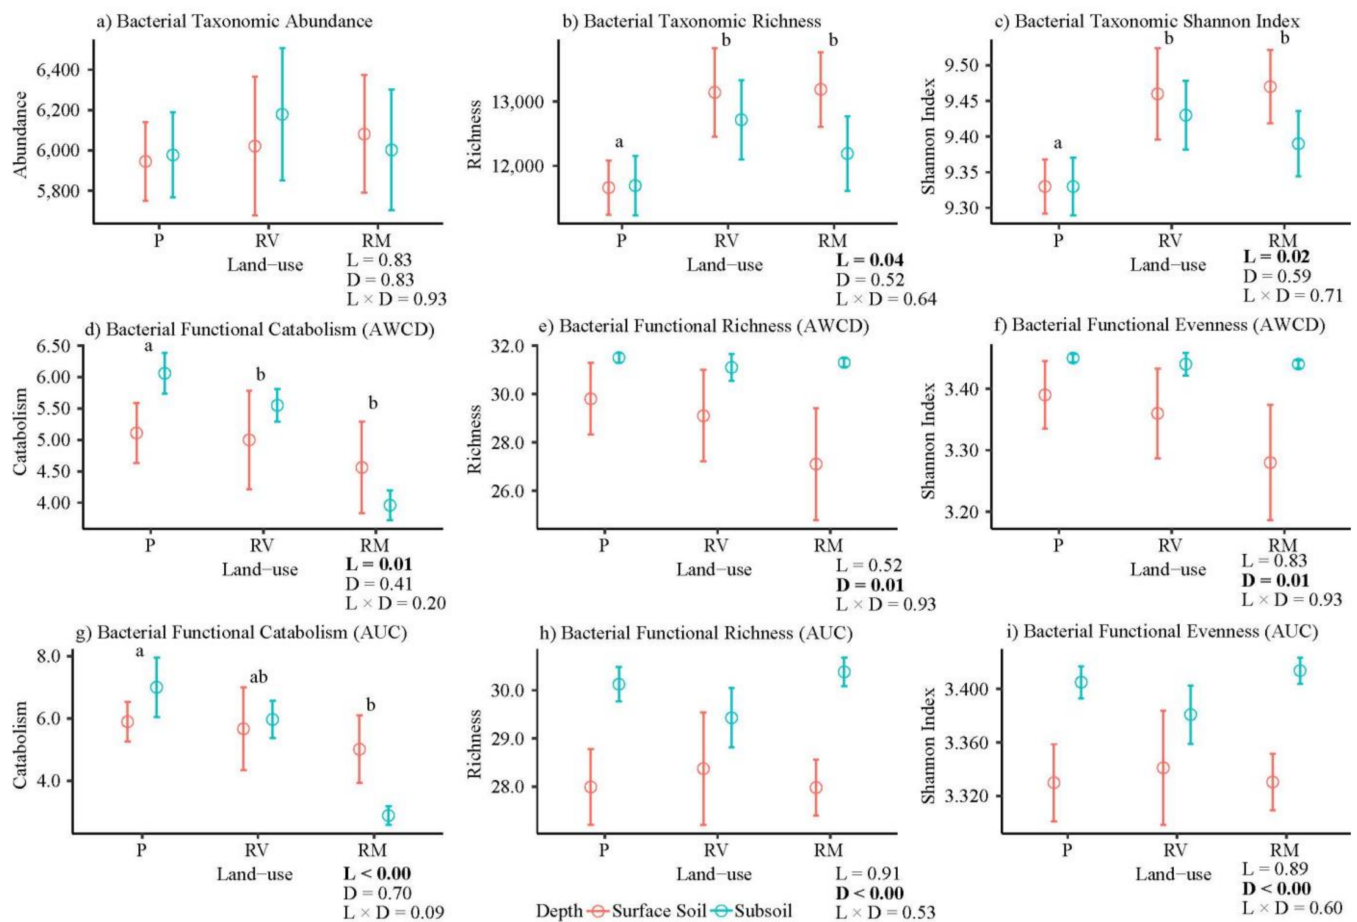 a) Bacterial Taxonomic Abundance
Abundance
6,400
6,200
6,000
5,800
P RV RM
Land−use
L = 0.83
D = 0.83
L × D = 0.93
b) Bacterial Taxonomic Richness
Richness
13,000
12,000
a
b
b
P RV RM
Land−use
L = 0.04
D = 0.52
L × D = 0.64
c) Bacterial Taxonomic Shannon Index
Shannon Index
9.50
9.45
9.40
9.35
9.30
a
b
b
P RV RM
Land−use
L = 0.02
D = 0.59
L × D = 0.71
d) Bacterial Functional Catabolism (AWCD)
Catabolism
6.50
6.00
5.50
5.00
4.50
4.00
a
b
b
P RV RM
Land−use
L = 0.01
D = 0.41
L × D = 0.20
e) Bacterial Functional Richness (AWCD)
Richness
32.0
30.0
28.0
26.0
P RV RM
Land−use
L = 0.52
D = 0.01
L × D = 0.93
f) Bacterial Functional Evenness (AWCD)
Shannon Index
3.40
3.30
3.20
P RV RM
Land−use
L = 0.83
D = 0.01
L × D = 0.93
g) Bacterial Functional Catabolism (AUC)
Catabolism
8.0
6.0
4.0
a
ab
b
P RV RM
Land−use
L < 0.00
D = 0.70
L × D = 0.09
h) Bacterial Functional Richness (AUC)
Richness
30.0
29.0
28.0
P RV RM
Land−use
L = 0.91
D < 0.00
L × D = 0.53
i) Bacterial Functional Evenness (AUC)
Shannon Index
3.400
3.360
3.320
P RV RM
Land−use
L = 0.89
D < 0.00
L × D = 0.60
Depth Surface Soil Subsoil